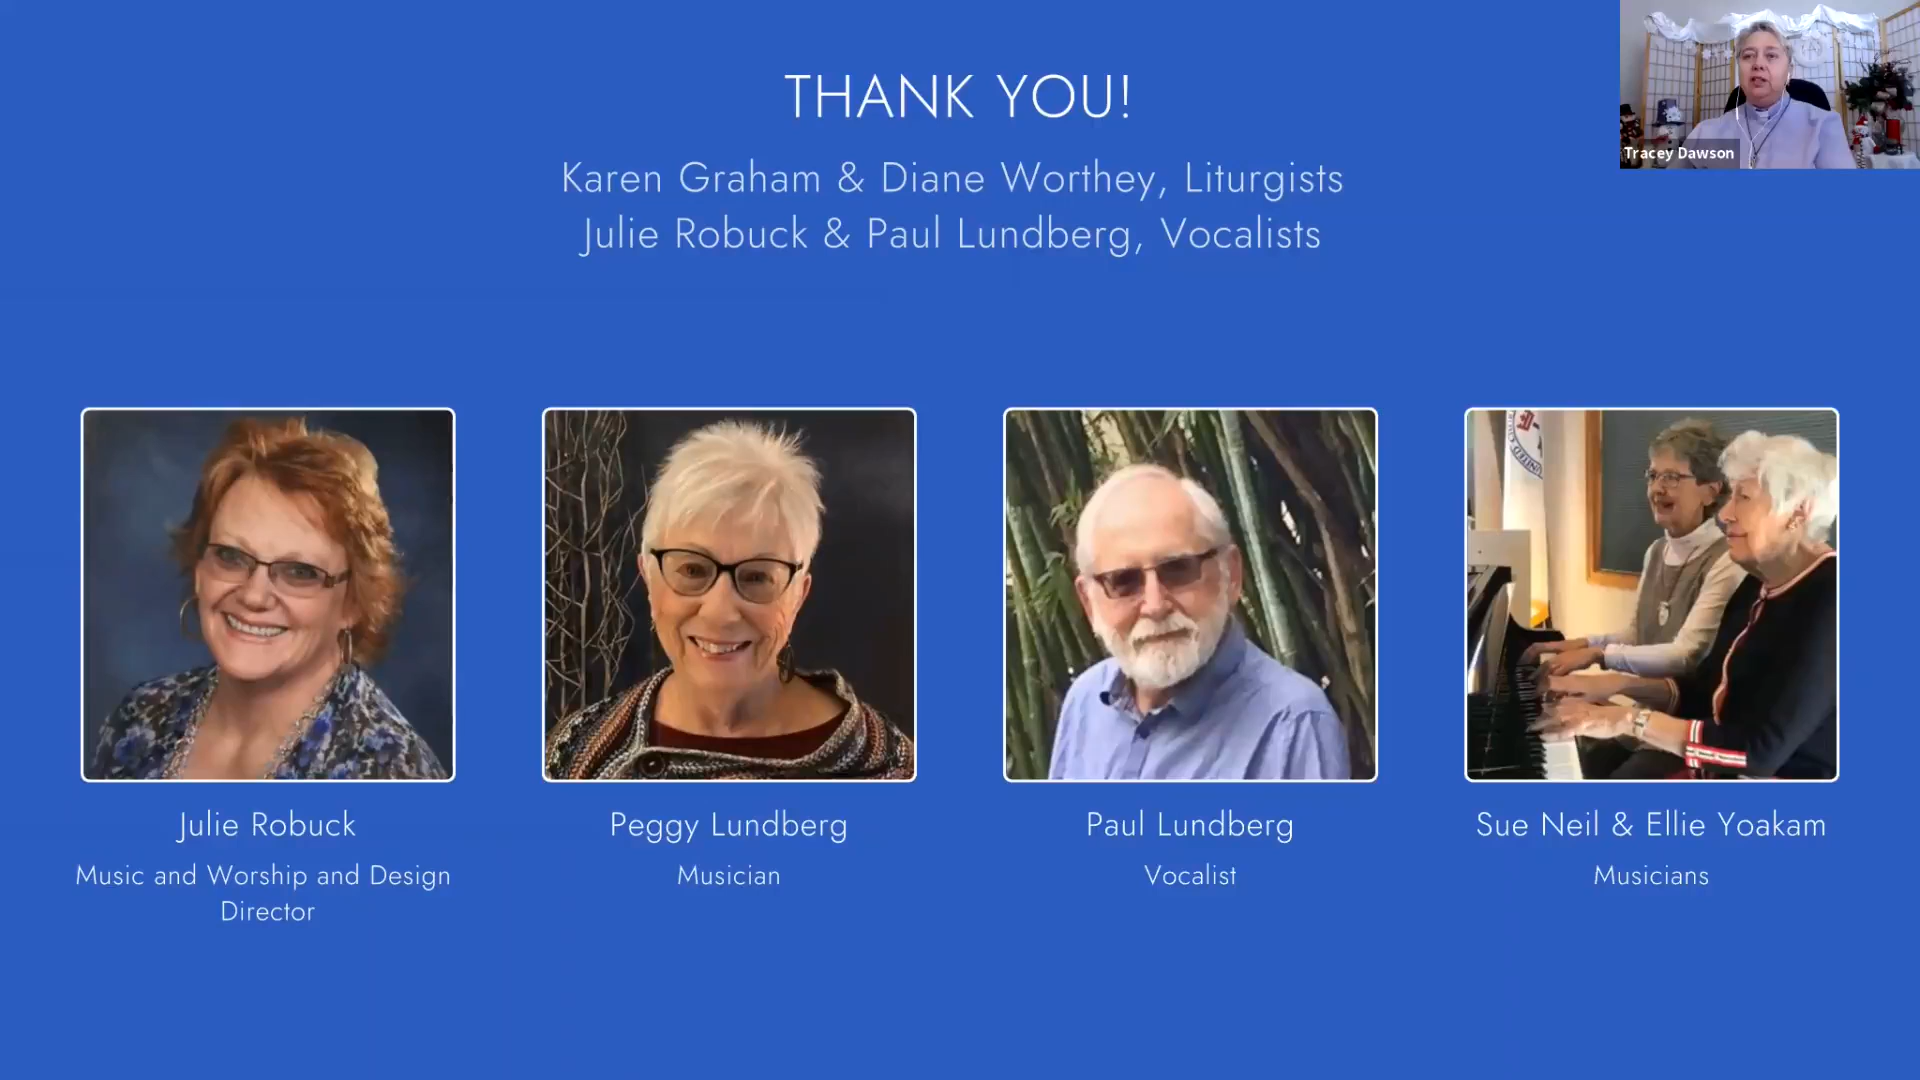 THANK YOU!
Karen Graham & Diane Worthey, Liturgists
Julie Robuck & Paul Lundberg, Vocalists
Tracey Dawson
Julie Robuck
Music and Worship and Design
Director
Peggy Lundberg
Musician
Paul Lundberg
Vocalist
Sue Neil & Ellie Yoakam
Musicians